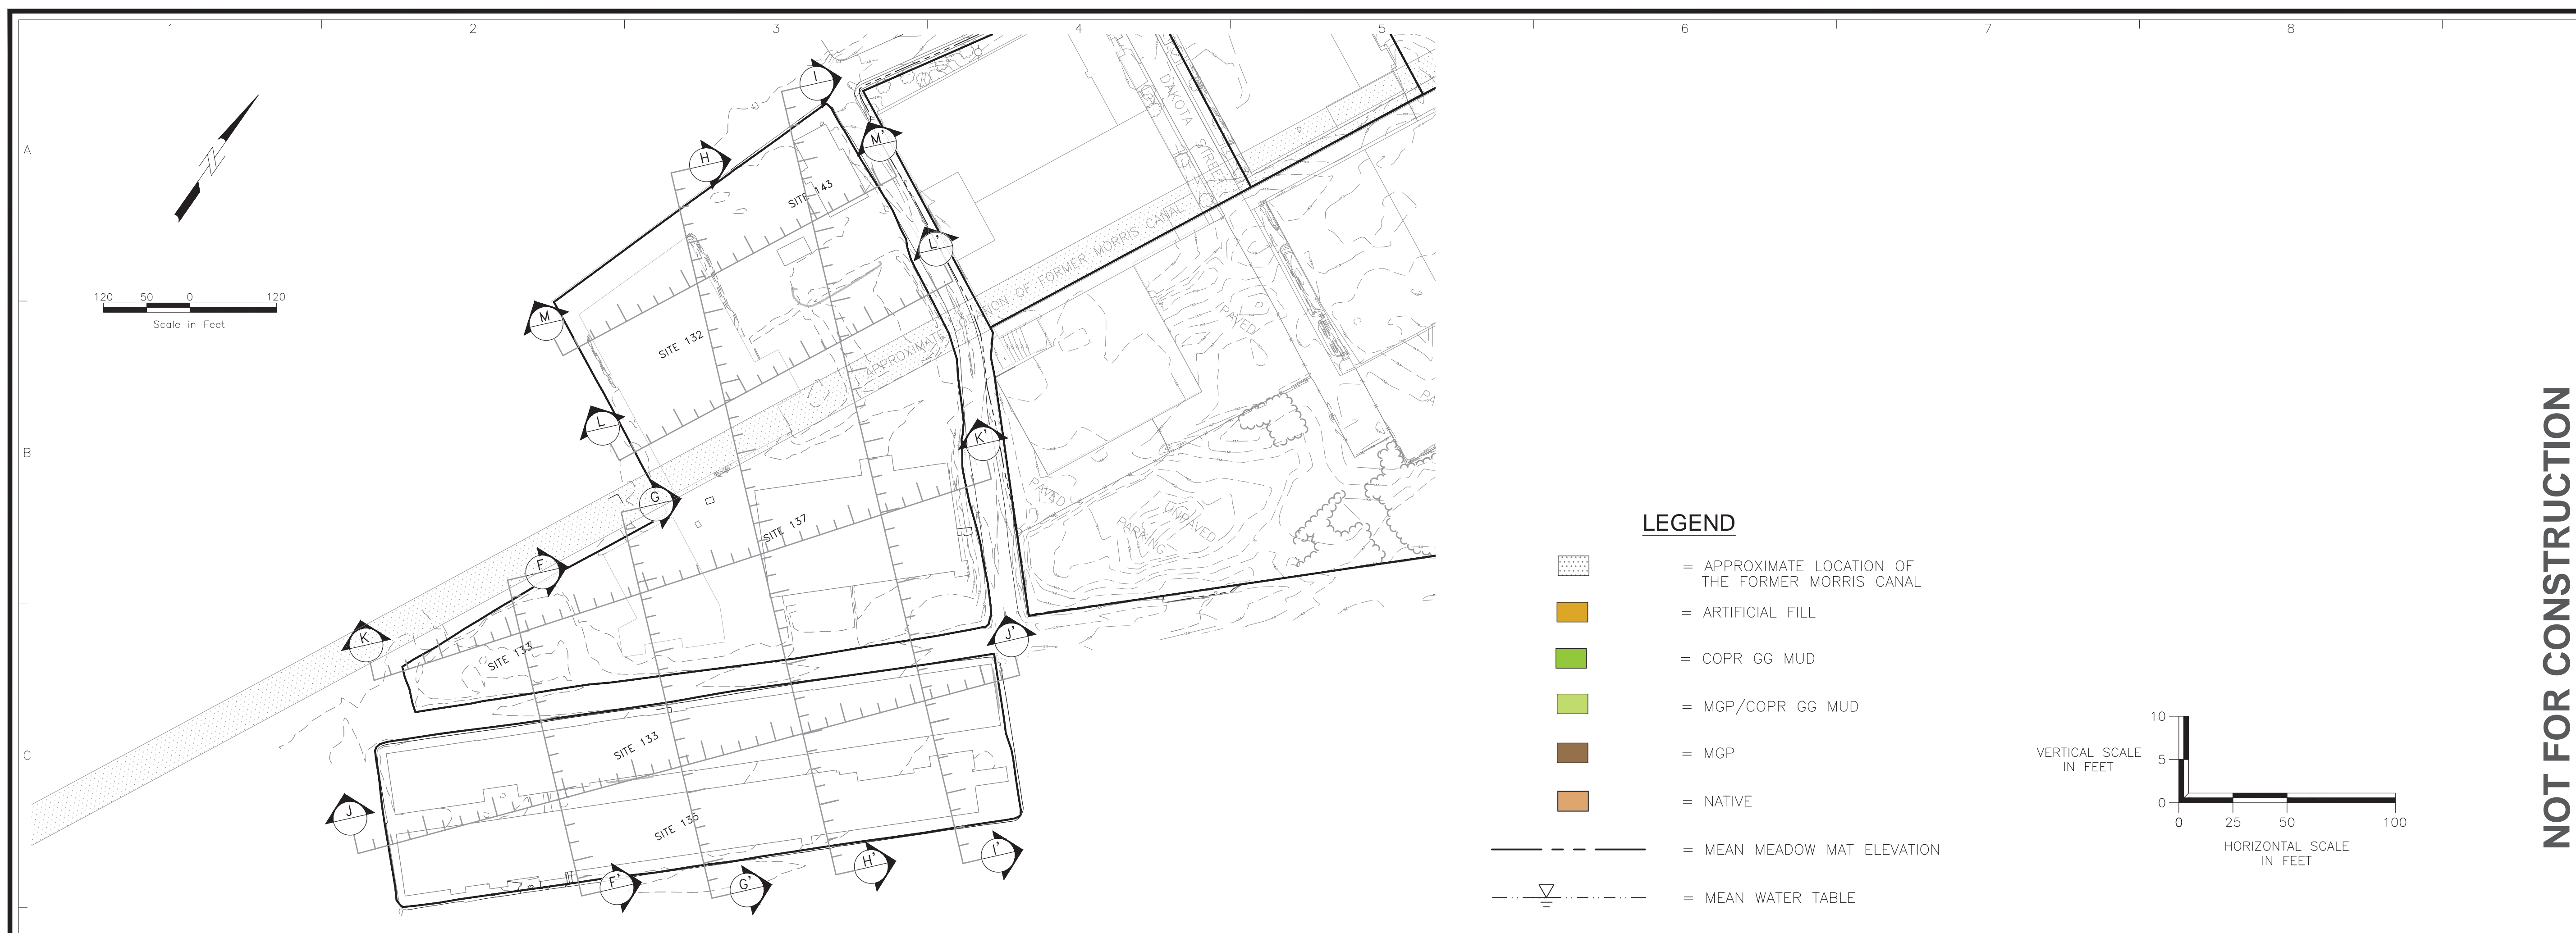 1 2 3 4 5 6 7 8
A
B
C
120 50 0 120
Scale in Feet
I
H
M'
L'
M
L
G
K'
F
K
J'
J
F'
G'
H'
I'
SITE 143
SITE 132
SITE 137
SITE 133
SITE 133
SITE 135
DAKOTA STREET
APPROXIMATE LOCATION OF FORMER MORRIS CANAL
PAVED
PAVED
PARKING
UNPAVED
PA
LEGEND
= APPROXIMATE LOCATION OF
THE FORMER MORRIS CANAL
= ARTIFICIAL FILL
= COPR GG MUD
= MGP/COPR GG MUD
= MGP
= NATIVE
= MEAN MEADOW MAT ELEVATION
= MEAN WATER TABLE
VERTICAL SCALE
IN FEET
10
5
0
0 25 50 100
HORIZONTAL SCALE
IN FEET
NOT FOR CONSTRUCTION